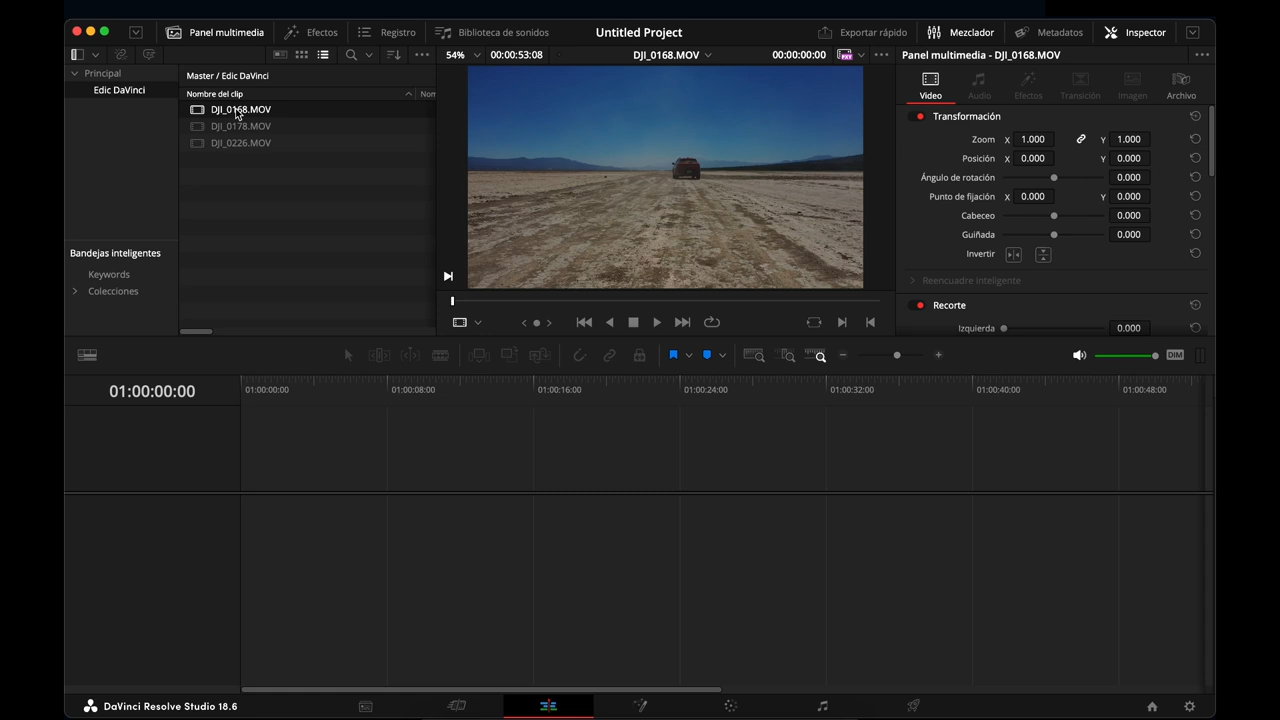 Panel multimedia
Efectos
Registro
Biblioteca de sonidos
Untitled Project
Exportar rápido
Mezclador
Metadatos
Inspector
54%
00:00:53:08
DJI_0168.MOV
00:00:00:00
PXY
Panel multimedia - DJI_0168.MOV
Principal
Edic DaVinci
Master / Edic DaVinci
Nombre del clip
Nom
DJI_0168.MOV
DJI_0178.MOV
DJI_0226.MOV
Bandejas inteligentes
Keywords
Colecciones
Video
Audio
Efectos
Transición
Imagen
Archivo
Transformación
Zoom X 1.000 Y 1.000
Posición X 0.000 Y 0.000
Ángulo de rotación 0.000
Punto de fijación X 0.000 Y 0.000
Cabeceo 0.000
Guiñada 0.000
Invertir
Reencuadre inteligente
Recorte
Izquierda 0.000
DIM
01:00:00:00
01:00:00:00
01:00:08:00
01:00:16:00
01:00:24:00
01:00:32:00
01:00:40:00
01:00:48:00
DaVinci Resolve Studio 18.6